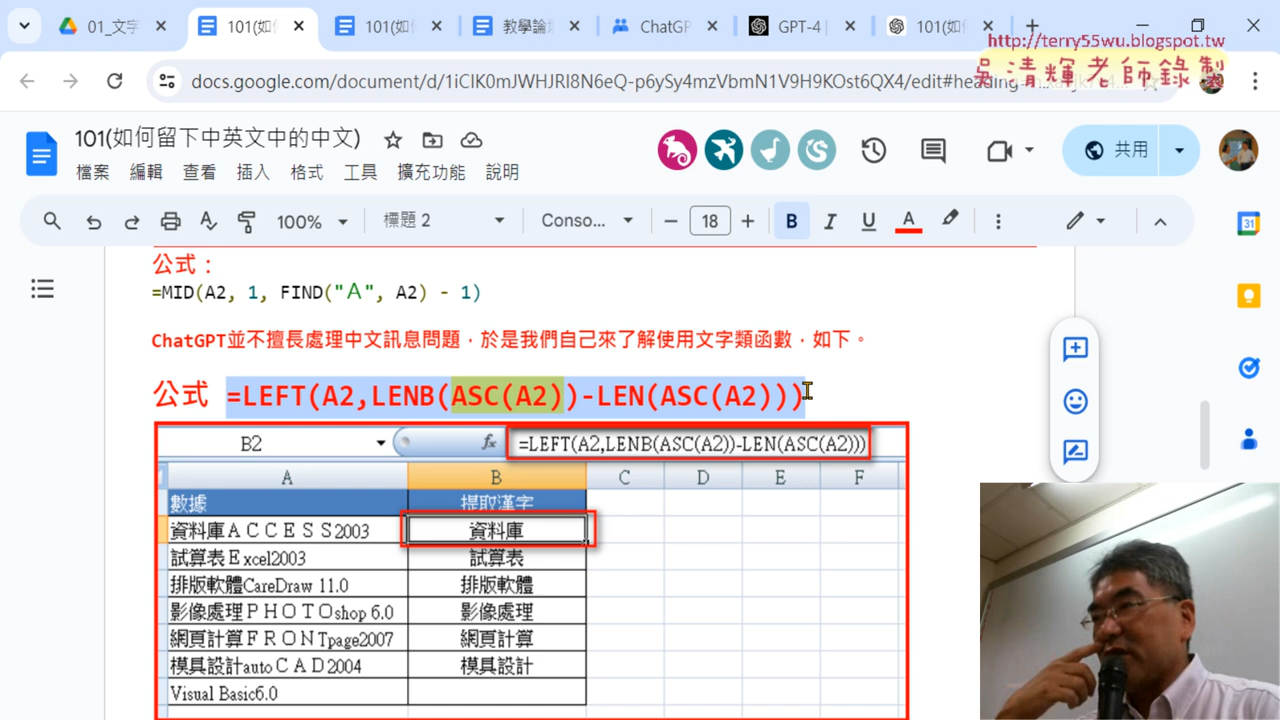 01_文字
101(如
101(如
教學論
ChatGP
GPT-4
101(如
http://terry55wu.blogspot.tw
吳清輝老師錄製
docs.google.com/document/d/1iClK0mIWHJRl8N6eQ-p6ySy4mzVbmN1V9H9KOst6QX4/edit#heading=
101(如何留下中英文中的中文)
共用
檔案 編輯 查看 插入 格式 工具 擴充功能 說明
100% 標題 2 Conso... 18 B I U A
公式：
=MID(A2, 1, FIND("Ａ", A2) - 1)
ChatGPT並不擅長處理中文訊息問題，於是我們自己來了解使用文字類函數，如下。
公式 =LEFT(A2,LENB(ASC(A2))-LEN(ASC(A2)))
B2 fx =LEFT(A2,LENB(ASC(A2))-LEN(ASC(A2)))
A B C D E F
數據 提取漢字
資料庫ＡＣＣＥＳＳ2003 資料庫
試算表Ｅxcel2003 試算表
排版軟體CareDraw 11.0 排版軟體
影像處理ＰＨＯＴＯshop 6.0 影像處理
網頁計算ＦＲＯＮＴpage2007 網頁計算
模具設計autoＣＡＤ2004 模具設計
Visual Basic6.0